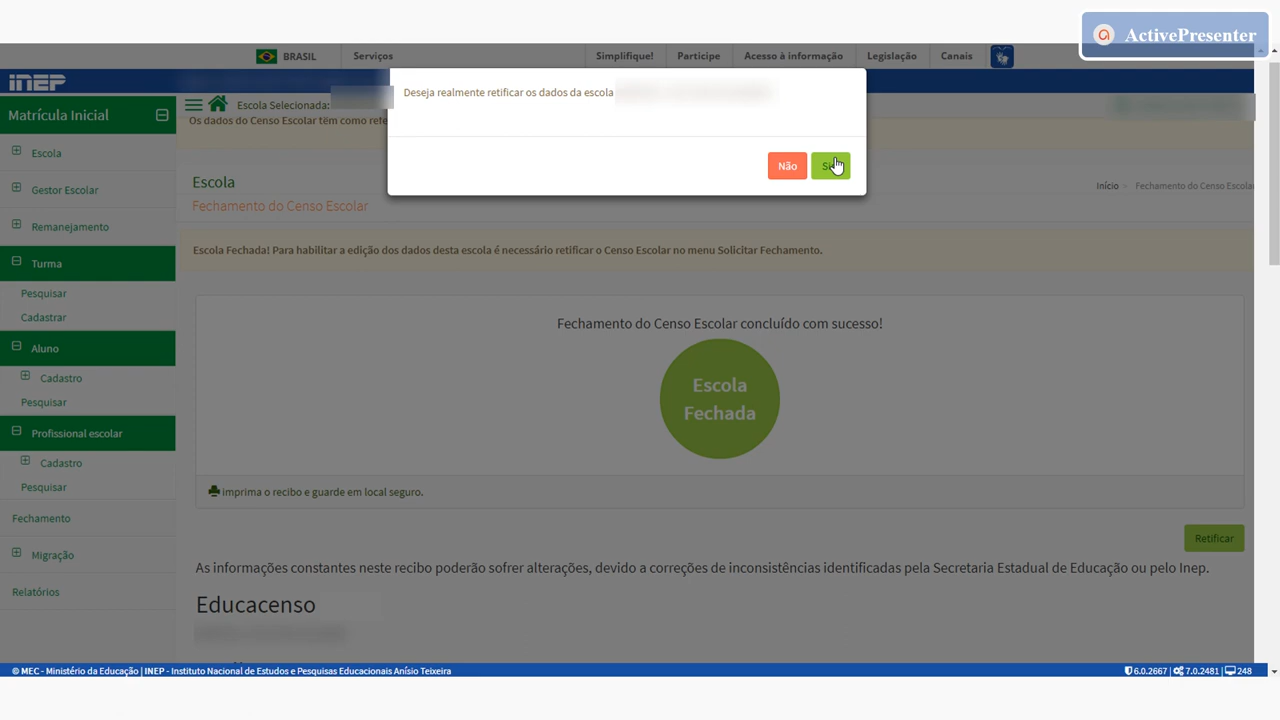 ActivePresenter
BRASIL Serviços Simplifique! Participe Acesso à informação Legislação Canais
inep
Deseja realmente retificar os dados da escola
Não
Matrícula Inicial
Escola Selecionada:
Os dados do Censo Escolar têm como
Escola
Gestor Escolar
Remanejamento
Turma
Pesquisar
Cadastrar
Aluno
Cadastro
Pesquisar
Profissional escolar
Cadastro
Pesquisar
Fechamento
Migração
Relatórios
Escola
Fechamento do Censo Escolar
Início > Fechamento do Censo Escolar
Escola Fechada! Para habilitar a edição dos dados desta escola é necessário retificar o Censo Escolar no menu Solicitar Fechamento.
Fechamento do Censo Escolar concluído com sucesso!
Escola
Fechada
imprima o recibo e guarde em local seguro.
Retificar
As informações constantes neste recibo poderão sofrer alterações, devido a correções de inconsistências identificadas pela Secretaria Estadual de Educação ou pelo Inep.
Educacenso
© MEC - Ministério da Educação | INEP - Instituto Nacional de Estudos e Pesquisas Educacionais Anísio Teixeira
6.0.2667 | 7.0.2481 | 248